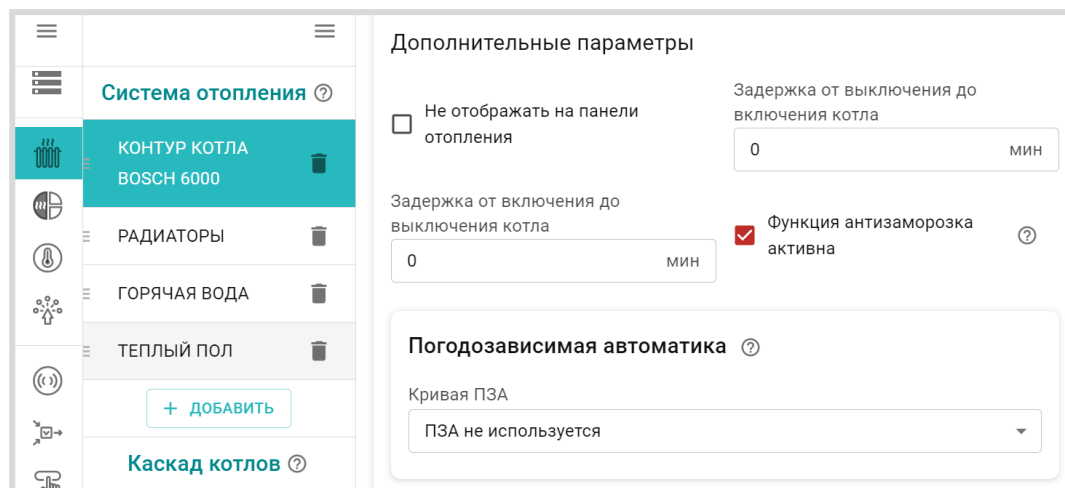 Система отопления
КОНТУР КОТЛА
BOSCH 6000
РАДИАТОРЫ
ГОРЯЧАЯ ВОДА
ТЕПЛЫЙ ПОЛ
+ ДОБАВИТЬ
Каскад котлов
Дополнительные параметры
Не отображать на панели
отопления
Задержка от выключения до
включения котла
0 мин
Задержка от включения до
выключения котла
0 мин
Функция антизаморозка
активна
Погодозависимая автоматика
Кривая ПЗА
ПЗА не используется